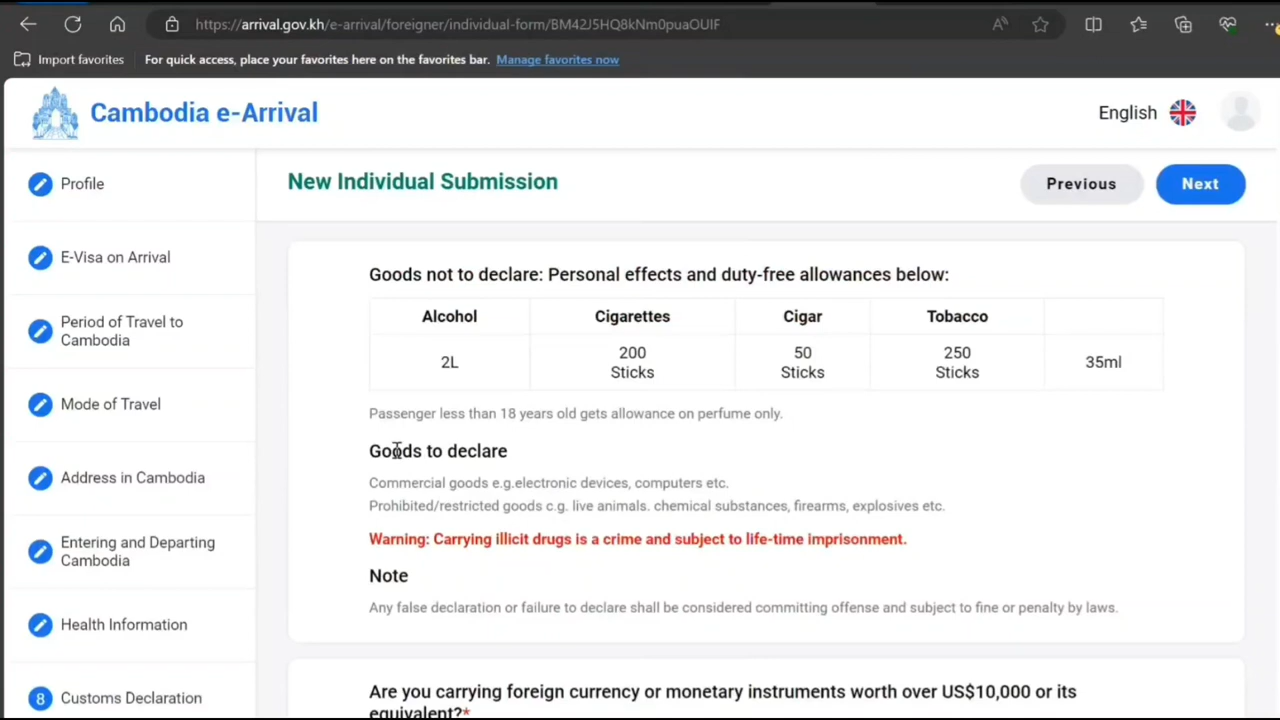 https://arrival.gov.kh/e-arrival/foreigner/individual-form/BM42J5HQ8kNm0puaOUIF
Import favorites
For quick access, place your favorites here on the favorites bar. Manage favorites now
Cambodia e-Arrival
English
Profile
E-Visa on Arrival
Period of Travel to
Cambodia
Mode of Travel
Address in Cambodia
Entering and Departing
Cambodia
Health Information
8 Customs Declaration
New Individual Submission
Previous
Next
Goods not to declare: Personal effects and duty-free allowances below:
Alcohol Cigarettes Cigar Tobacco
2L 200 50 250 35ml
Sticks Sticks Sticks
Passenger less than 18 years old gets allowance on perfume only.
Goods to declare
Commercial goods e.g.electronic devices, computers etc.
Prohibited/restricted goods c.g. live animals. chemical substances, firearms, explosives etc.
Warning: Carrying illicit drugs is a crime and subject to life-time imprisonment.
Note
Any false declaration or failure to declare shall be considered committing offense and subject to fine or penalty by laws.
Are you carrying foreign currency or monetary instruments worth over US$10,000 or its
equivalent?*